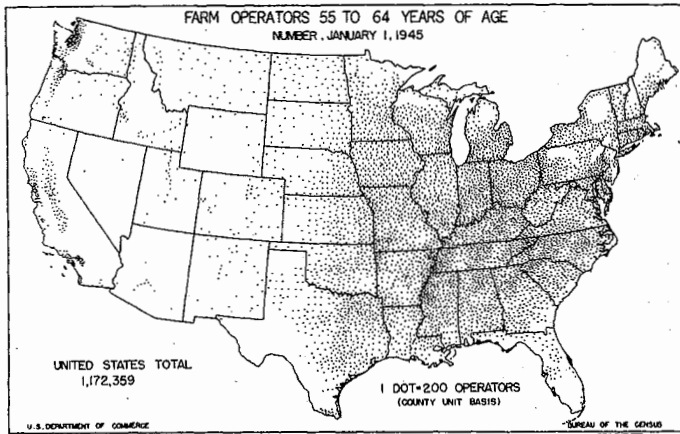 FARM OPERATORS 55 TO 64 YEARS OF AGE
NUMBER, JANUARY 1, 1945
UNITED STATES TOTAL
1,172,359
1 DOT=200 OPERATORS
(COUNTY UNIT BASIS)
U.S. DEPARTMENT OF COMMERCE
BUREAU OF THE CENSUS